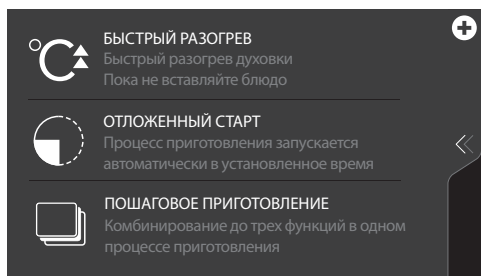 БЫСТРЫЙ РАЗОГРЕВ
Быстрый разогрев духовки
Пока не вставляйте блюдо
ОТЛОЖЕННЫЙ СТАРТ
Процесс приготовления запускается
автоматически в установленное время
ПОШАГОВОЕ ПРИГОТОВЛЕНИЕ
Комбинирование до трех функций в одном
процессе приготовления